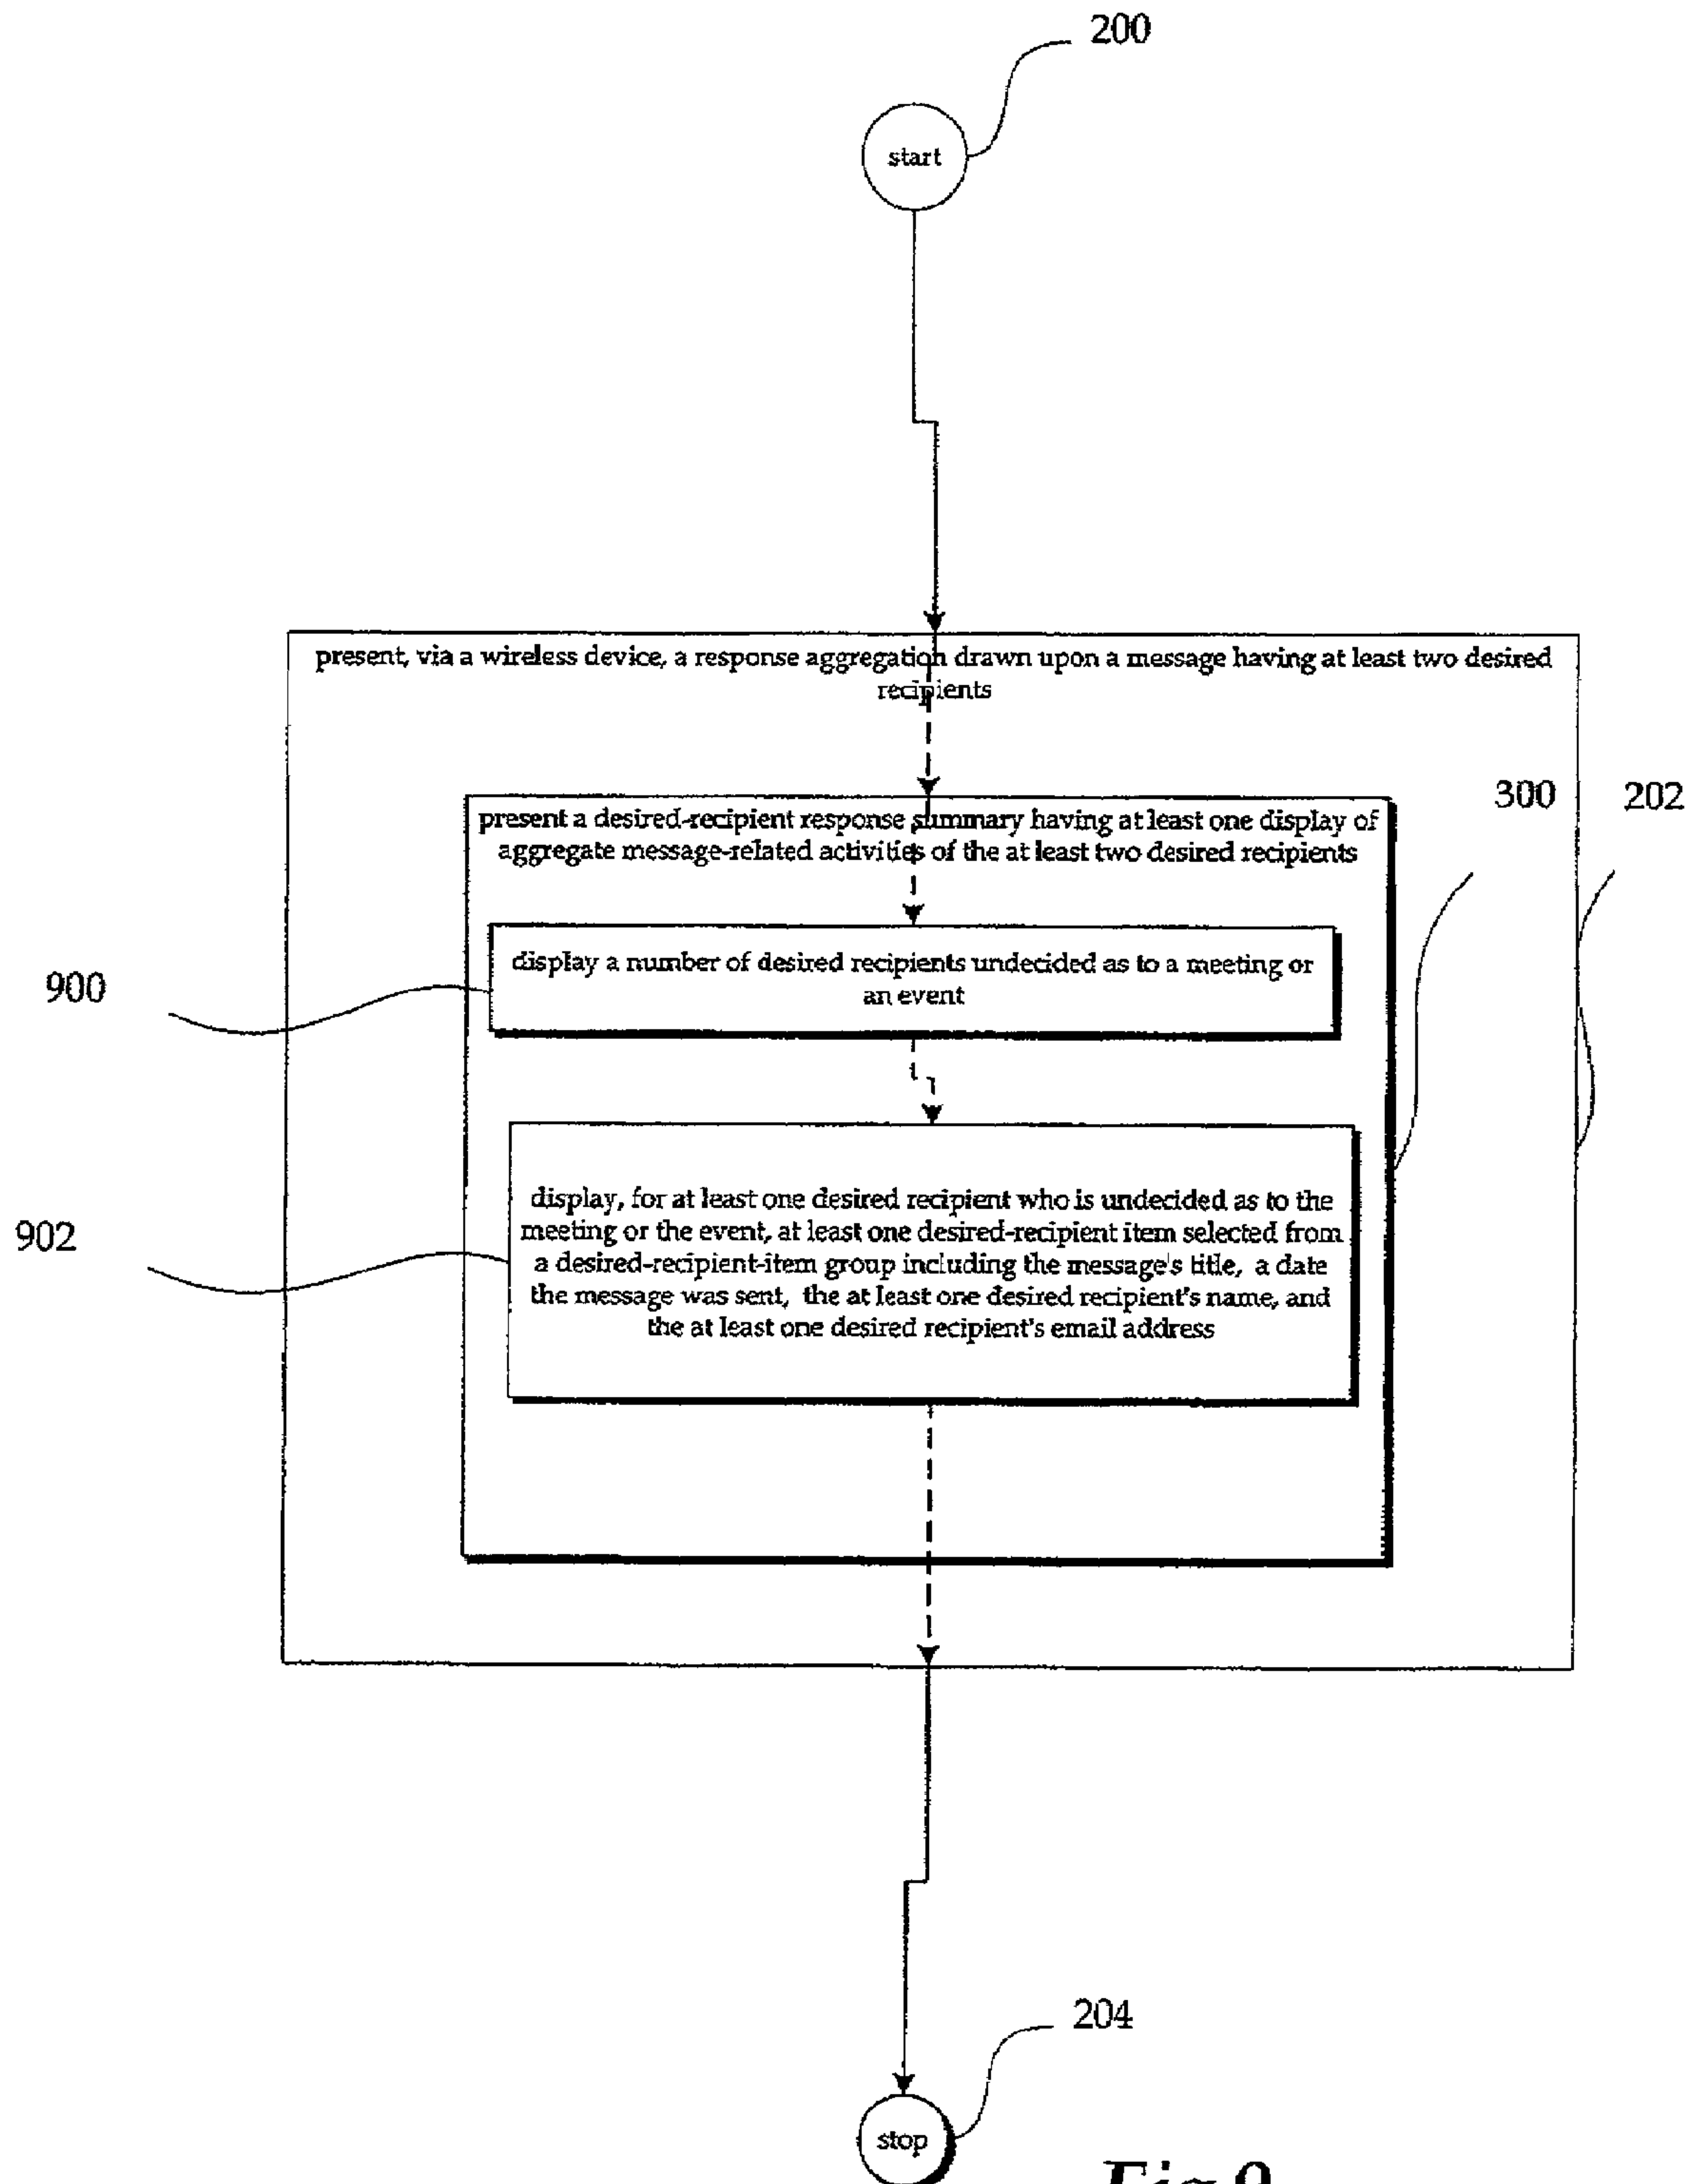 200
start
present, via a wireless device, a response aggregation drawn upon a message having at least two desired
recipients
300
202
present a desired-recipient response summary having at least one display of
aggregate message-related activities of the at least two desired recipients
900
display a number of desired recipients undecided as to a meeting or
an event
902
display, for at least one desired recipient who is undecided as to the
meeting or the event, at least one desired-recipient item selected from
a desired-recipient-item group including the message's title, a date
the message was sent, the at least one desired recipient's name, and
the at least one desired recipient's email address
204
stop
Fig 9